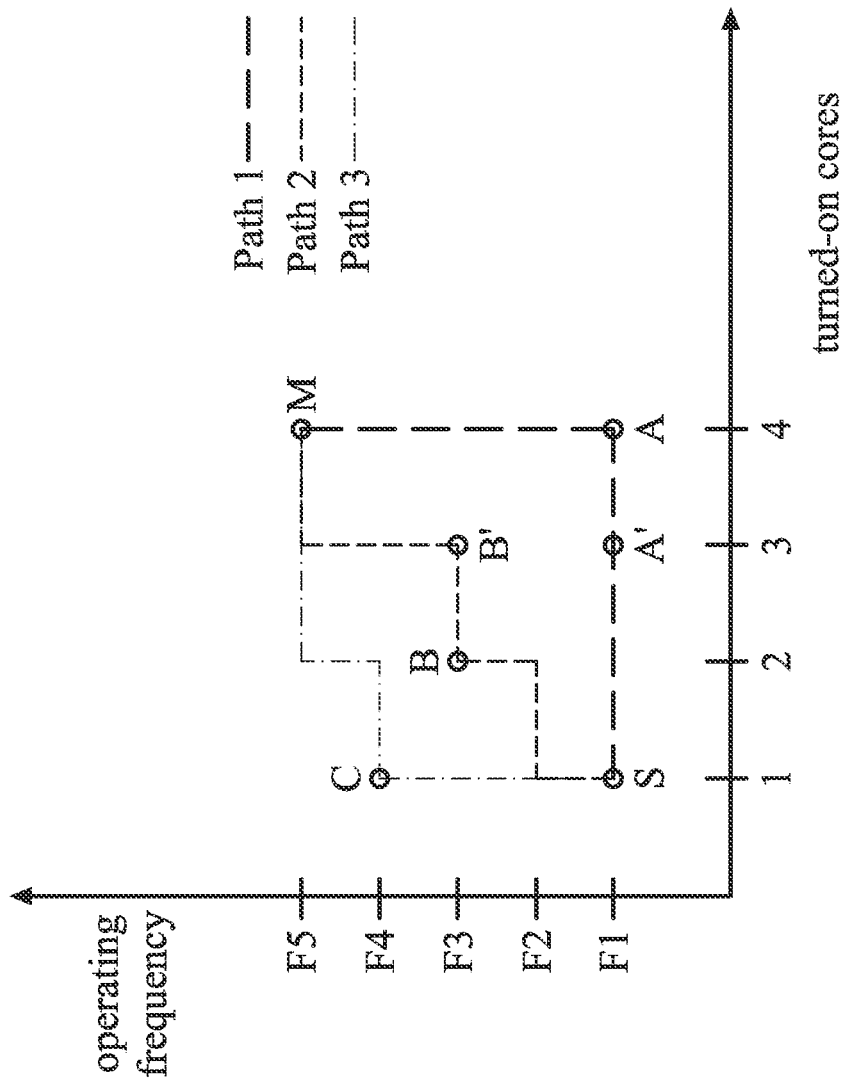 operating
frequency
Path 1
Path 2
Path 3
F5
F4
F3
F2
F1
M
C
B
B'
S
A'
A
1
2
3
4
turned-on cores